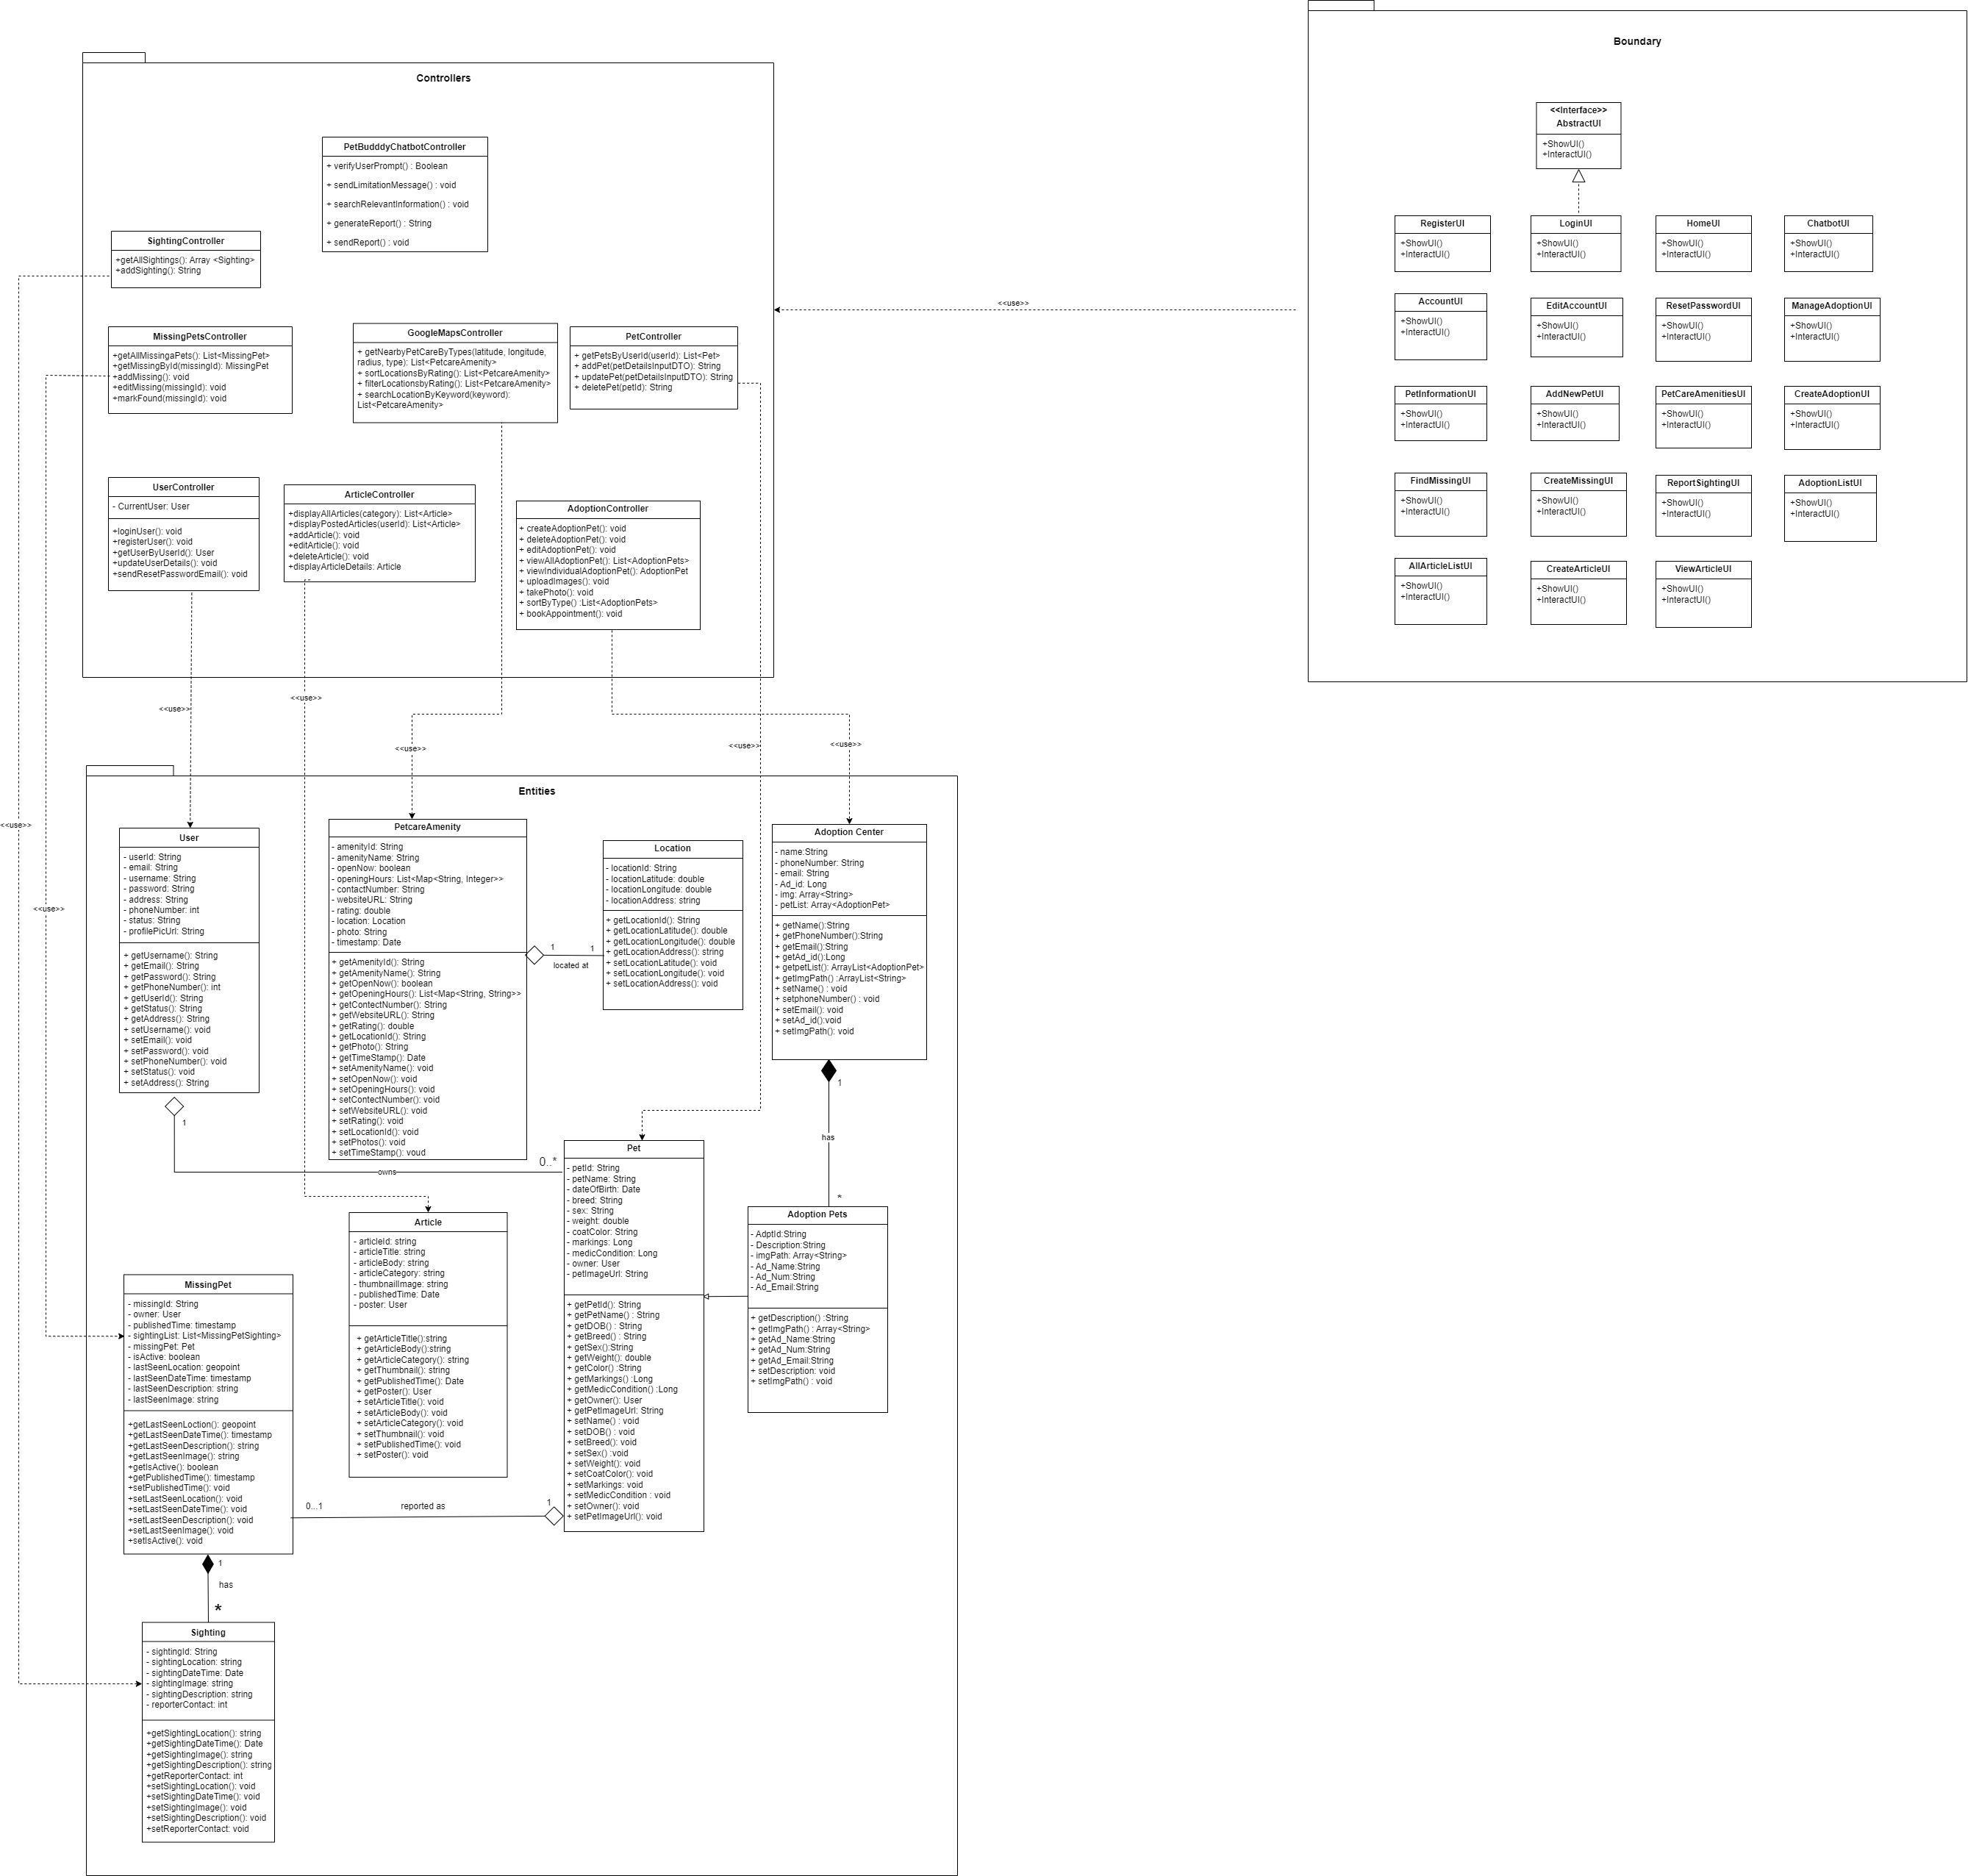 Boundary
<<Interface>>
AbstractUI
+ShowUI()
+InteractUI()
RegisterUI
+ShowUI()
+InteractUI()
LoginUI
+ShowUI()
+InteractUI()
HomeUI
+ShowUI()
+InteractUI()
ChatbotUI
+ShowUI()
+InteractUI()
AccountUI
+ShowUI()
+InteractUI()
EditAccountUI
+ShowUI()
+InteractUI()
ResetPasswordUI
+ShowUI()
+InteractUI()
ManageAdoptionUI
+ShowUI()
+InteractUI()
PetInformationUI
+ShowUI()
+InteractUI()
AddNewPetUI
+ShowUI()
+InteractUI()
PetCareAmenitiesUI
+ShowUI()
+InteractUI()
CreateAdoptionUI
+ShowUI()
+InteractUI()
FindMissingUI
+ShowUI()
+InteractUI()
CreateMissingUI
+ShowUI()
+InteractUI()
ReportSightingUI
+ShowUI()
+InteractUI()
AdoptionListUI
+ShowUI()
+InteractUI()
AllArticleListUI
+ShowUI()
+InteractUI()
CreateArticleUI
+ShowUI()
+InteractUI()
ViewArticleUI
+ShowUI()
+InteractUI()
<<use>>
Controllers
PetBudddyChatbotController
+ verifyUserPrompt() : Boolean
+ sendLimitationMessage() : void
+ searchRelevantInformation() : void
+ generateReport() : String
+ sendReport() : void
SightingController
+getAllSightings(): Array <Sighting>
+addSighting(): String
MissingPetsController
+getAllMissingaPets(): List<MissingPet>
+getMissingById(missingId): MissingPet
+addMissing(): void
+editMissing(missingId): void
+markFound(missingId): void
GoogleMapsController
+ getNearbyPetCareByTypes(latitude, longitude,
radius, type): List<PetcareAmenity>
+ sortLocationsByRating(): List<PetcareAmenity>
+ filterLocationsbyRating(): List<PetcareAmenity>
+ searchLocationByKeyword(keyword):
List<PetcareAmenity>
PetController
+ getPetsByUserId(userId): List<Pet>
+ addPet(petDetailsInputDTO): String
+ updatePet(petDetailsInputDTO): String
+ deletePet(petId): String
UserController
- CurrentUser: User
+loginUser(): void
+registerUser(): void
+getUserByUserId(): User
+updateUserDetails(): void
+sendResetPasswordEmail(): void
ArticleController
+displayAllArticles(category): List<Article>
+displayPostedArticles(userId): List<Article>
+addArticle(): void
+editArticle(): void
+deleteArticle(): void
+displayArticleDetails: Article
AdoptionController
+ createAdoptionPet(): void
+ deleteAdoptionPet(): void
+ editAdoptionPet(): void
+ viewAllAdoptionPet(): List<AdoptionPets>
+ viewIndividualAdoptionPet(): AdoptionPet
+ uploadImages(): void
+ takePhoto(): void
+ sortByType() :List<AdoptionPets>
+ bookAppointment(): void
<<use>>
<<use>>
<<use>>
<<use>>
<<use>>
<<use>>
<<use>>
Entities
User
- userId: String
- email: String
- username: String
- password: String
- address: String
- phoneNumber: int
- status: String
- profilePicUrl: String
+ getUsername(): String
+ getEmail(): String
+ getPassword(): String
+ getPhoneNumber(): int
+ getUserId(): String
+ getStatus(): String
+ getAddress(): String
+ setUsername(): void
+ setEmail(): void
+ setPassword(): void
+ setPhoneNumber(): void
+ setStatus(): void
+ setAddress(): String
1
owns
0..*
PetcareAmenity
- amenityId: String
- amenityName: String
- openNow: boolean
- openingHours: List<Map<String, Integer>>
- contactNumber: String
- websiteURL: String
- rating: double
- location: Location
- photo: String
- timestamp: Date
+ getAmenityId(): String
+ getAmenityName(): String
+ getOpenNow(): boolean
+ getOpeningHours(): List<Map<String, String>>
+ getContectNumber(): String
+ getWebsiteURL(): String
+ getRating(): double
+ getLocationId(): String
+ getPhoto(): String
+ getTimeStamp(): Date
+ setAmenityName(): void
+ setOpenNow(): void
+ setOpeningHours(): void
+ setContectNumber(): void
+ setWebsiteURL(): void
+ setRating(): void
+ setLocationId(): void
+ setPhotos(): void
+ setTimeStamp(): voud
1
1
located at
Location
- locationId: String
- locationLatitude: double
- locationLongitude: double
- locationAddress: string
+ getLocationId(): String
+ getLocationLatitude(): double
+ getLocationLongitude(): double
+ getLocationAddress(): string
+ setLocationLatitude(): void
+ setLocationLongitude(): void
+ setLocationAddress(): void
Adoption Center
- name:String
- phoneNumber: String
- email: String
- Ad_id: Long
- img: Array<String>
- petList: Array<AdoptionPet>
+ getName():String
+ getPhoneNumber():String
+ getEmail():String
+ getAd_id():Long
+ getpetList(): ArrayList<AdoptionPet>
+ getImgPath() :ArrayList<String>
+ setName() : void
+ setphoneNumber() : void
+ setEmail(): void
+ setAd_id():void
+ setImgPath(): void
1
has
*
Adoption Pets
- AdptId:String
- Description:String
- imgPath: Array<String>
- Ad_Name:String
- Ad_Num:String
- Ad_Email:String
+ getDescription() :String
+ getImgPath() : Array<String>
+ getAd_Name:String
+ getAd_Num:String
+ getAd_Email:String
+ setDescription: void
+ setImgPath() : void
Pet
- petId: String
- petName: String
- dateOfBirth: Date
- breed: String
- sex: String
- weight: double
- coatColor: String
- markings: Long
- medicCondition: Long
- owner: User
- petImageUrl: String
+ getPetId(): String
+ getPetName() : String
+ getDOB() : String
+ getBreed() : String
+ getSex():String
+ getWeight(): double
+ getColor() :String
+ getMarkings() :Long
+ getMedicCondition() :Long
+ getOwner(): User
+ getPetImageUrl: String
+ setName() : void
+ setDOB() : void
+ setBreed(): void
+ setSex() :void
+ setWeight(): void
+ setCoatColor(): void
+ setMarkings: void
+ setMedicCondition : void
+ setOwner(): void
+ setPetImageUrl(): void
Article
- articleId: string
- articleTitle: string
- articleBody: string
- articleCategory: string
- thumbnailImage: string
- publishedTime: Date
- poster: User
+ getArticleTitle():string
+ getArticleBody():string
+ getArticleCategory(): string
+ getThumbnail(): string
+ getPublishedTime(): Date
+ getPoster(): User
+ setArticleTitle(): void
+ setArticleBody(): void
+ setArticleCategory(): void
+ setThumbnail(): void
+ setPublishedTime(): void
+ setPoster(): void
MissingPet
- missingId: String
- owner: User
- publishedTime: timestamp
- sightingList: List<MissingPetSighting>
- missingPet: Pet
- isActive: boolean
- lastSeenLocation: geopoint
- lastSeenDateTime: timestamp
- lastSeenDescription: string
- lastSeenImage: string
+getLastSeenLoction(): geopoint
+getLastSeenDateTime(): timestamp
+getLastSeenDescription(): string
+getLastSeenImage(): string
+getIsActive(): boolean
+getPublishedTime(): timestamp
+setPublishedTime(): void
+setLastSeenLocation(): void
+setLastSeenDateTime(): void
+setLastSeenDescription(): void
+setLastSeenImage(): void
+setIsActive(): void
0...1
reported as
1
1
has
*
Sighting
- sightingId: String
- sightingLocation: string
- sightingDateTime: Date
- sightingImage: string
- sightingDescription: string
- reporterContact: int
+getSightingLocation(): string
+getSightingDateTime(): Date
+getSightingImage(): string
+getSightingDescription(): string
+getReporterContact: int
+setSightingLocation(): void
+setSightingDateTime(): void
+setSightingImage(): void
+setSightingDescription(): void
+setReporterContact: void